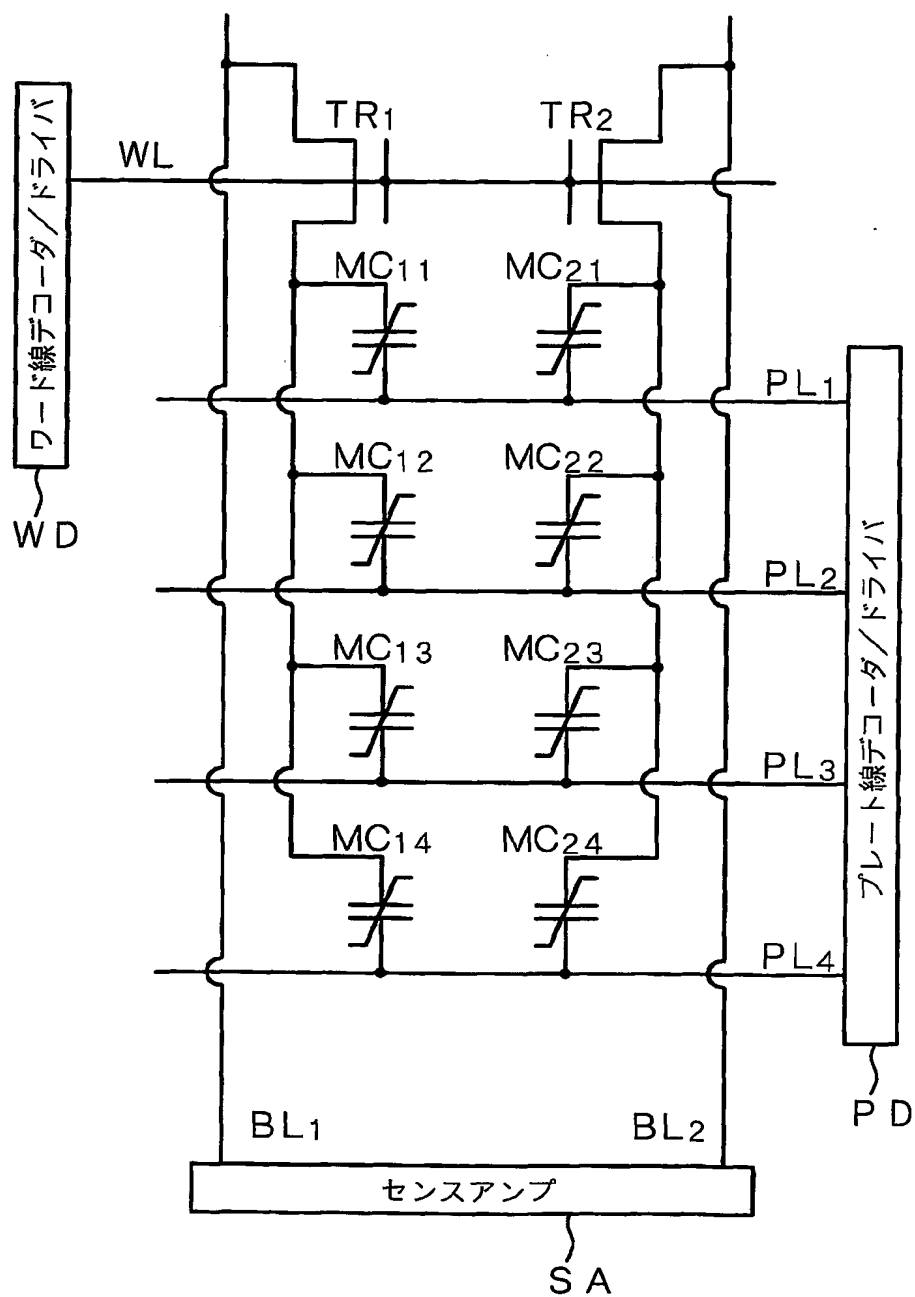 TR1
TR2
WL
ワード線デコーダ/ドライバ
MC11
MC21
PL1
MC12
MC22
WD
PL2
プレート線デコーダ/ドライバ
MC13
MC23
PL3
MC14
MC24
PL4
PD
BL1
BL2
センスアンプ
SA